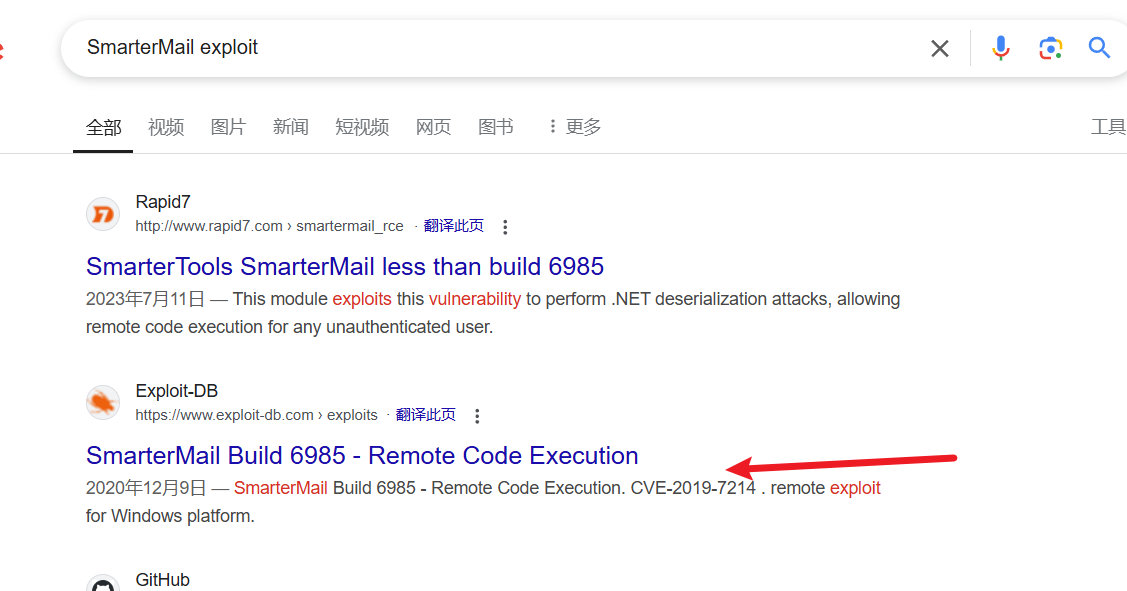 SmarterMail exploit
全部 视频 图片 新闻 短视频 网页 图书 更多 工具
Rapid7
http://www.rapid7.com › smartermail_rce · 翻译此页
SmarterTools SmarterMail less than build 6985
2023年7月11日 — This module exploits this vulnerability to perform .NET deserialization attacks, allowing
remote code execution for any unauthenticated user.
Exploit-DB
https://www.exploit-db.com › exploits · 翻译此页
SmarterMail Build 6985 - Remote Code Execution
2020年12月9日 — SmarterMail Build 6985 - Remote Code Execution. CVE-2019-7214 . remote exploit
for Windows platform.
GitHub